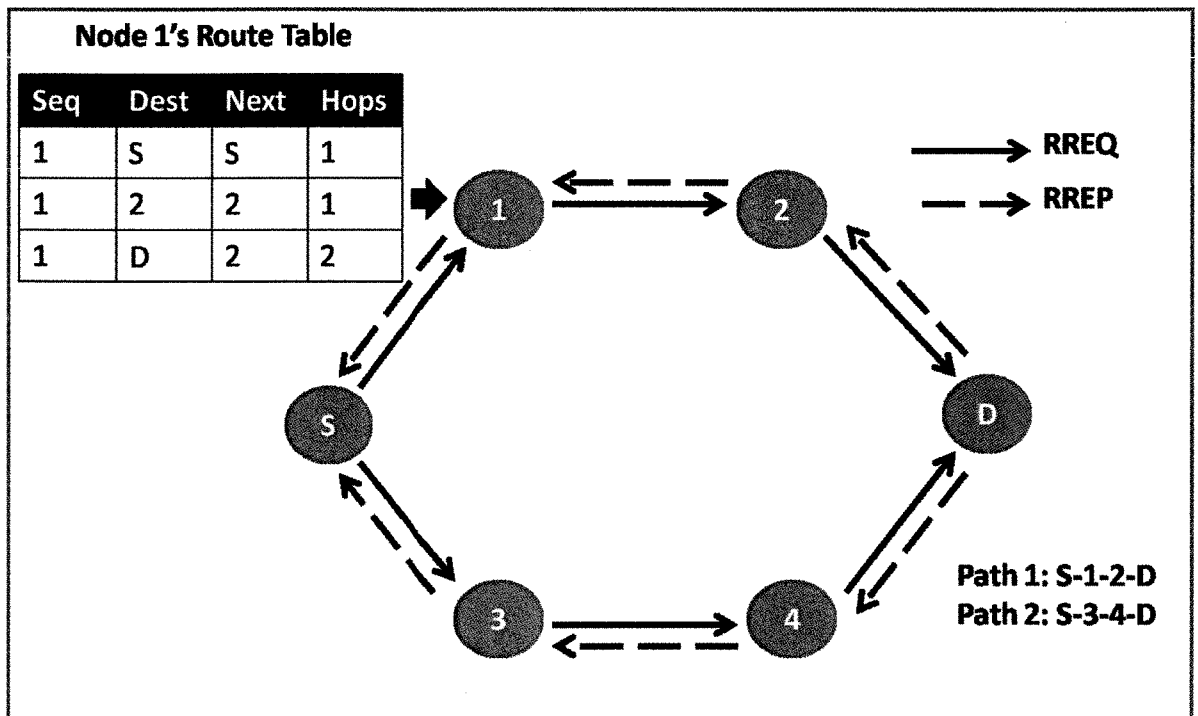 Node 1's Route Table
Seq Dest Next Hops
1 S S 1
1 2 2 1
1 D 2 2
RREQ
RREP
1
2
S
D
3
4
Path 1: S-1-2-D
Path 2: S-3-4-D